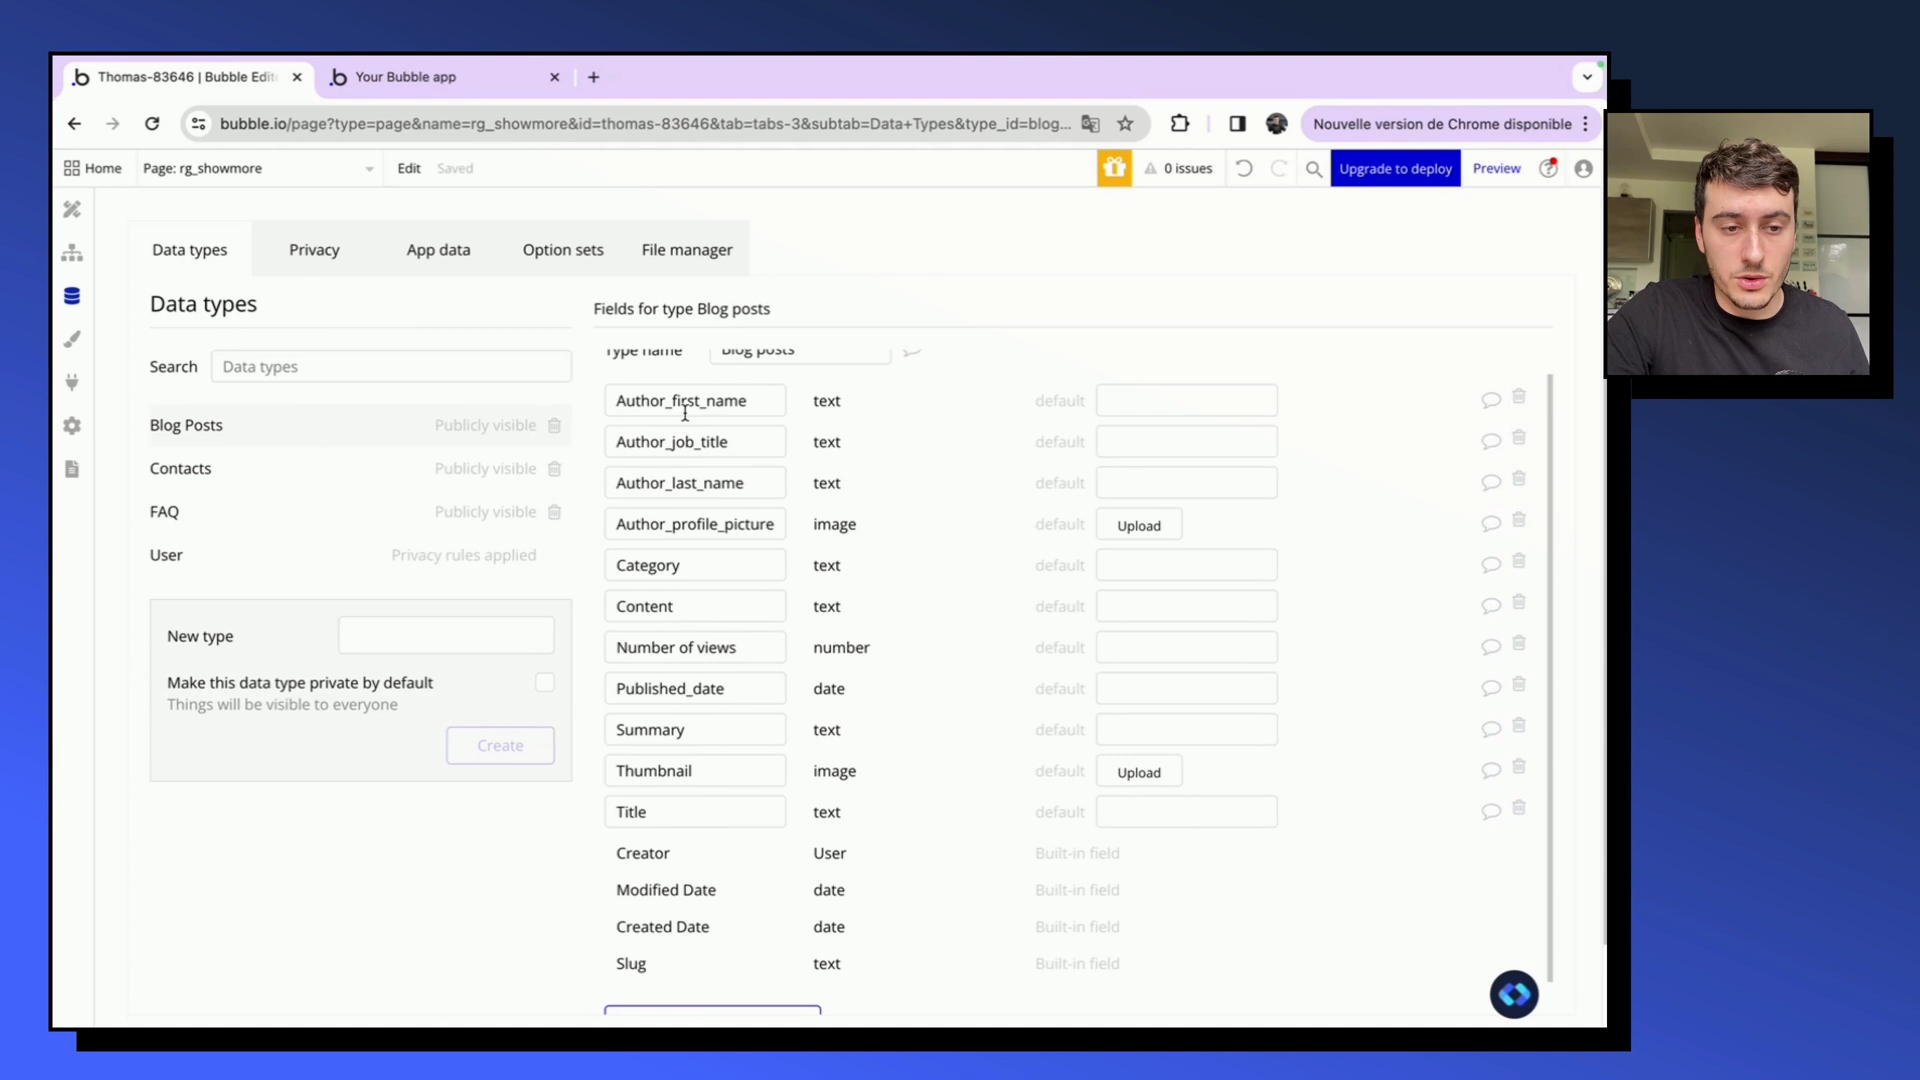 Thomas-83646 | Bubble Edit
Your Bubble app
bubble.io/page?type=page&name=rg_showmore&id=thomas-83646&tab=tabs-3&subtab=Data+Types&type_id=blog...
Nouvelle version de Chrome disponible
Home
Page: rg_showmore
Edit
Saved
0 issues
Upgrade to deploy
Preview
Data types
Privacy
App data
Option sets
File manager
Data types
Search
Data types
Blog Posts Publicly visible
Contacts Publicly visible
FAQ Publicly visible
User Privacy rules applied
New type
Make this data type private by default
Things will be visible to everyone
Create
Fields for type Blog posts
Type name Blog posts
Author_first_name text default
Author_job_title text default
Author_last_name text default
Author_profile_picture image default Upload
Category text default
Content text default
Number of views number default
Published_date date default
Summary text default
Thumbnail image default Upload
Title text default
Creator User Built-in field
Modified Date date Built-in field
Created Date date Built-in field
Slug text Built-in field